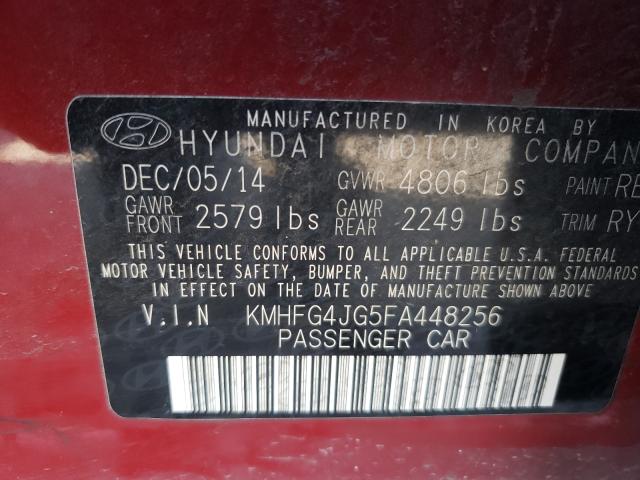 MANUFACTURED IN KOREA BY
HYUNDAI MOTOR COMPAN
DEC/05/14 GVWR 4806 lbs PAINT RE
GAWR FRONT 2579 lbs GAWR REAR 2249 lbs TRIM RY
THIS VEHICLE CONFORMS TO ALL APPLICABLE U.S.A. FEDERAL
MOTOR VEHICLE SAFETY, BUMPER, AND THEFT PREVENTION STANDARDS
IN EFFECT ON THE DATE OF MANUFACTURE SHOWN ABOVE
V.I.N KMHFG4JG5FA448256
PASSENGER CAR